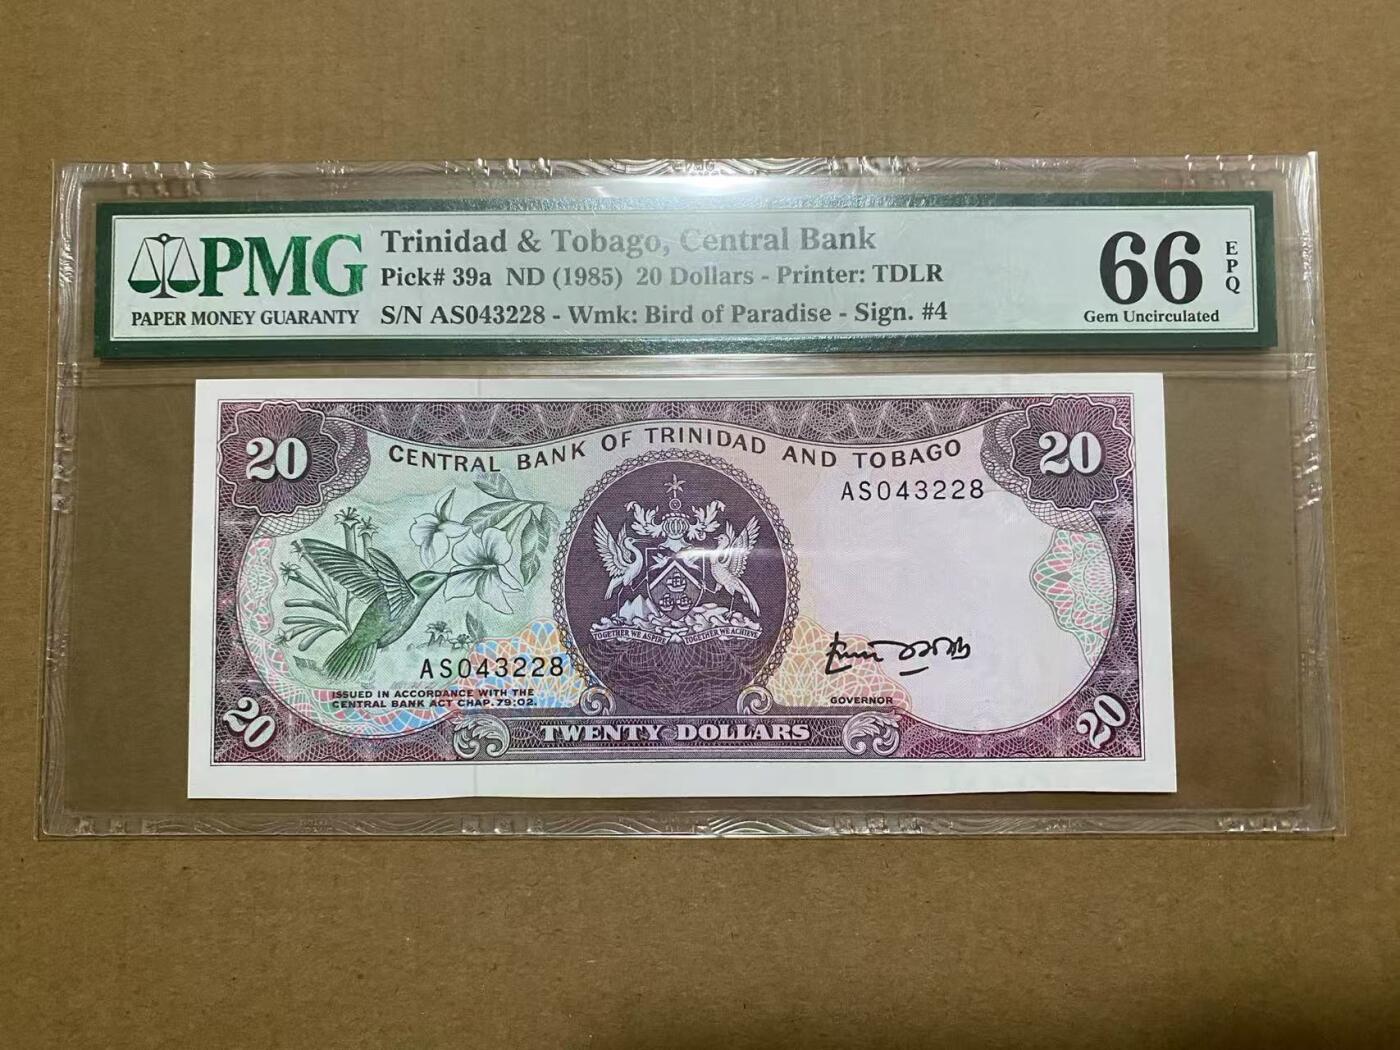 PMG
PAPER MONEY GUARANTY
Trinidad & Tobago, Central Bank
Pick# 39a ND (1985) 20 Dollars - Printer: TDLR
S/N AS043228 - Wmk: Bird of Paradise - Sign. #4
66
EPQ
Gem Uncirculated
20
CENTRAL BANK OF TRINIDAD AND TOBAGO
20
AS043228
TOGETHER WE ASPIRE TOGETHER WE ACHIEVE
AS043228
ISSUED IN ACCORDANCE WITH THE
CENTRAL BANK ACT CHAP. 79:02.
GOVERNOR
20
TWENTY DOLLARS
20